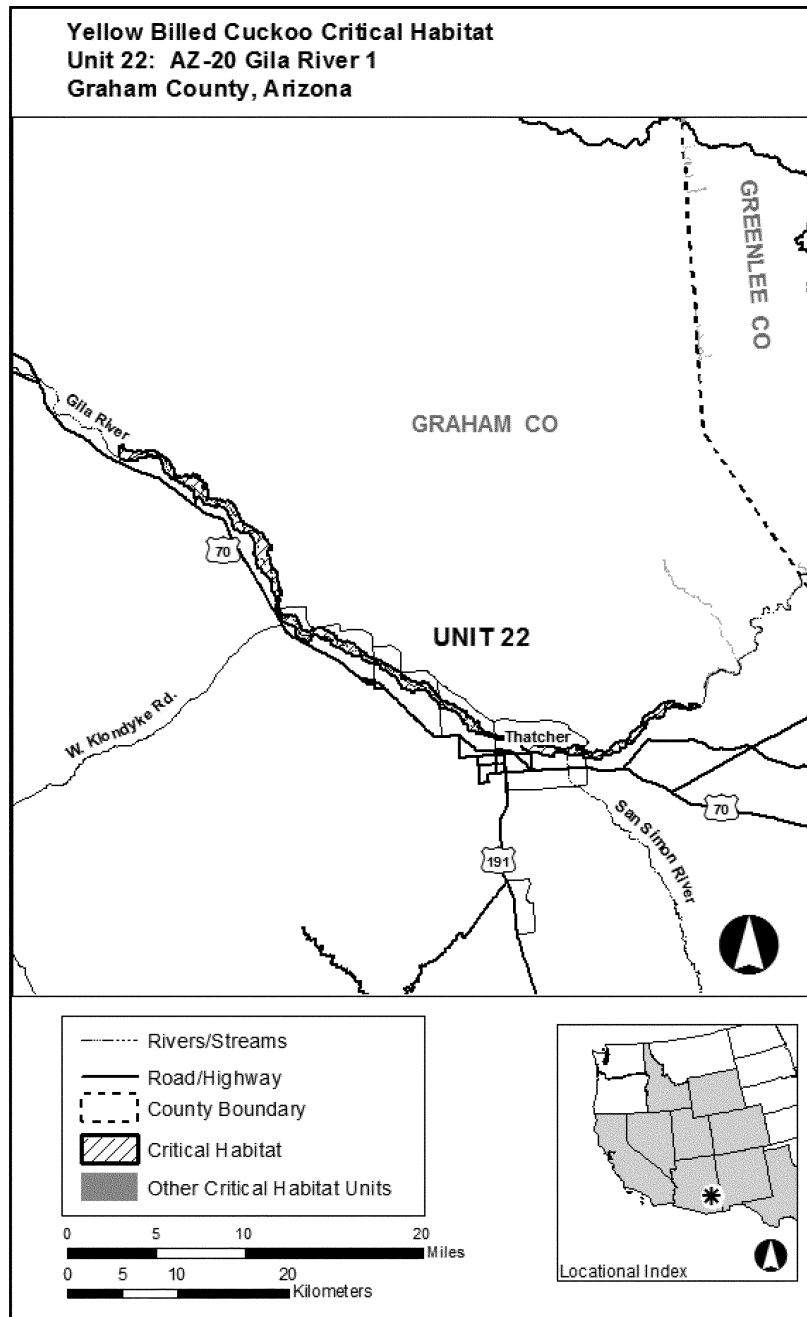 Yellow Billed Cuckoo Critical Habitat
Unit 22: AZ-20 Gila River 1
Graham County, Arizona
GREENLEE CO
Gila River
GRAHAM CO
70
UNIT 22
W. Klondyke Rd.
Thatcher
70
San Simon River
191
Rivers/Streams
Road/Highway
County Boundary
Critical Habitat
Other Critical Habitat Units
0 5 10 20
Miles
0 5 10 20
Kilometers
Locational Index